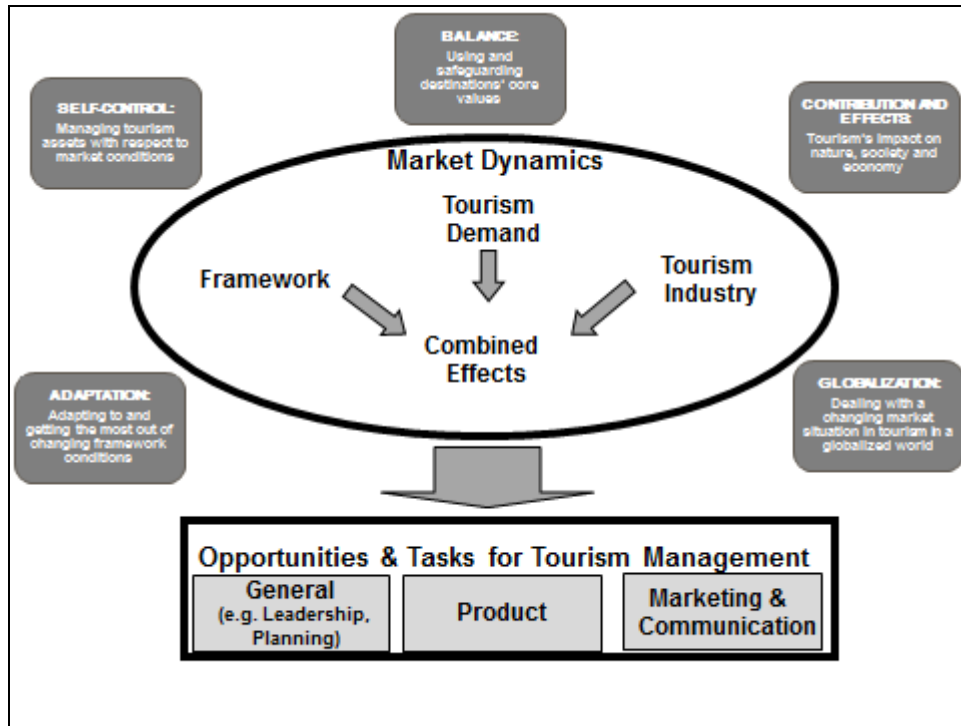 BALANCE:
Using and
safeguarding
destinations' core
values
SELF-CONTROL:
Managing tourism
assets with respect to
market conditions
CONTRIBUTION AND
EFFECTS:
Tourism's impact on
nature, society and
economy
Market Dynamics
Tourism
Demand
Framework
Tourism
Industry
Combined
Effects
ADAPTATION:
Adapting to and
getting the most out of
changing framework
conditions
GLOBALIZATION:
Dealing with a
changing market
situation in tourism in a
globalized world
Opportunities & Tasks for Tourism Management
General
(e.g. Leadership,
Planning)
Product
Marketing &
Communication